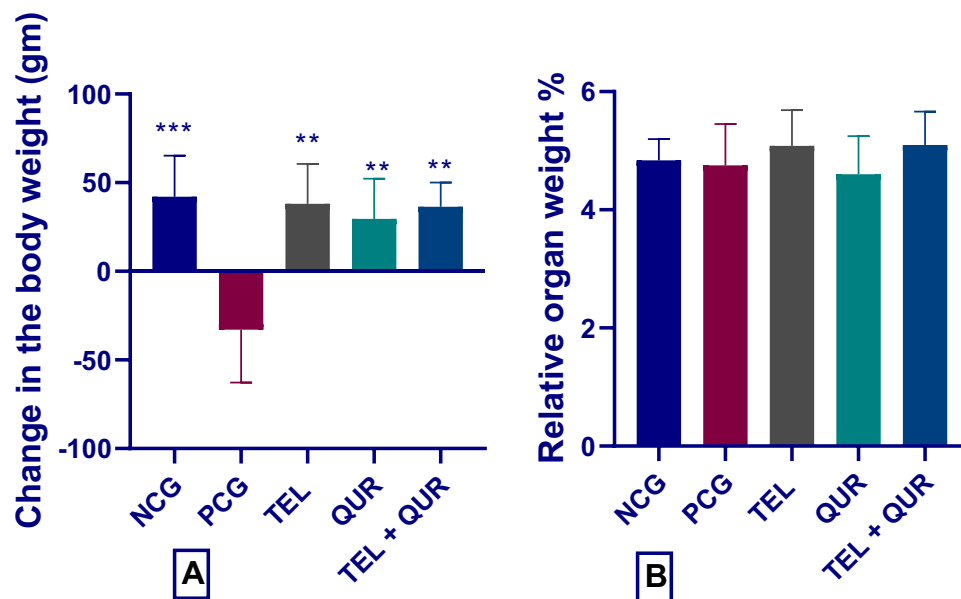 Change in the body weight (gm)
100
50
0
-50
-100
***
**
**
**
NCG
PCG
TEL
QUR
TEL + QUR
A
Relative organ weight %
6
4
2
0
NCG
PCG
TEL
QUR
TEL + QUR
B